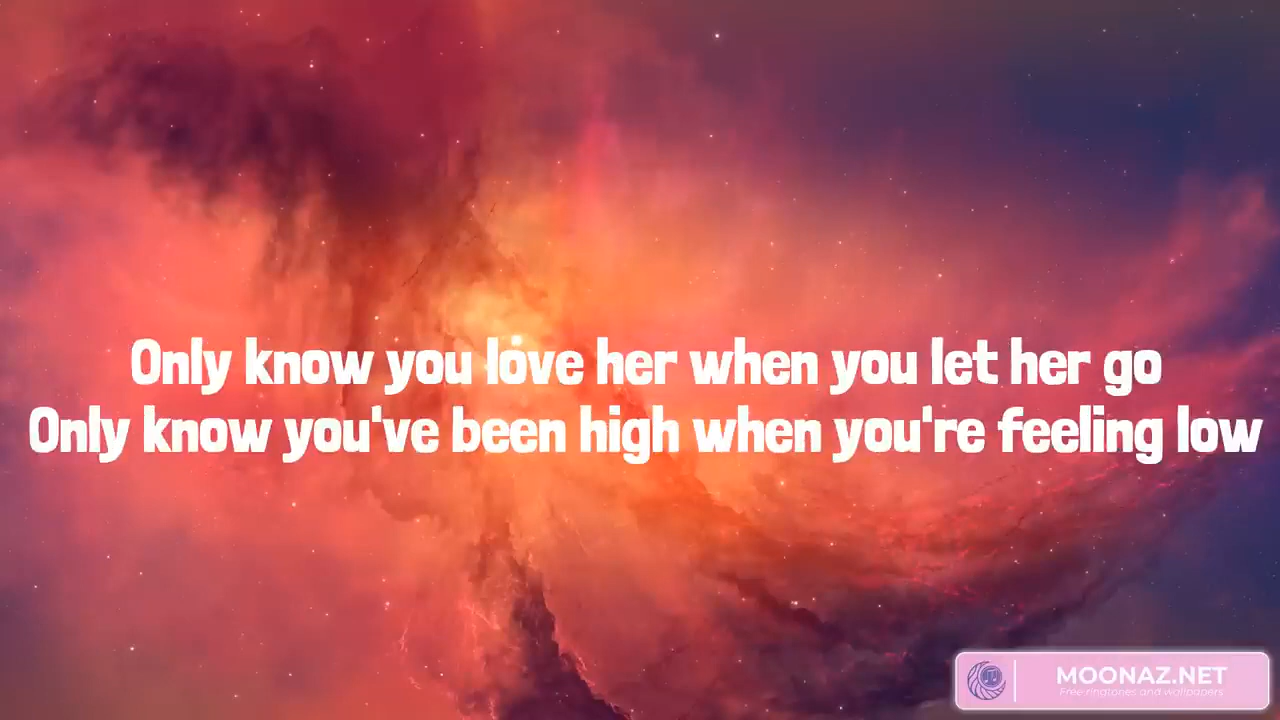 Only know you love her when you let her go
Only know you've been high when you're feeling low
MOONAZ.NET
Free ringtones and wallpapers